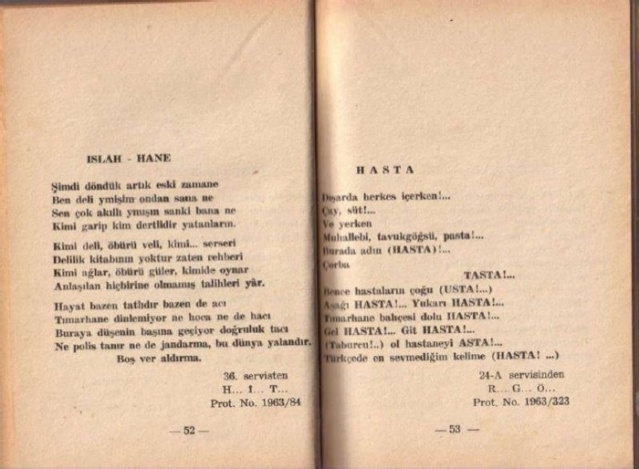 ISLAH - HANE
Şimdi döndük artık eski zamane
Ben deli ymişim ondan sana ne
Sen çok akıllı ymışın sanki bana ne
Kimi garip kim dertlidir yatanların.
Kimi deli, öbürü veli, kimi... serseri
Delilik kitabının yoktur zaten rehberi
Kimi ağlar, öbürü güler, kimide oynar
Anlaşılan hiçbirine olmamış talihleri yâr.
Hayat bazen tatlıdır bazen de acı
Tımarhane dinlemiyor ne hoca ne de hacı
Buraya düşenin başına geçiyor doğruluk tacı
Ne polis tanır ne de jandarma, bu dünya yalandır.
Boş ver aldırma.
36. servisten
H... I... T...
Prot. No. 1963/84
— 52 —
HASTA
Dışarda herkes içerken!...
Çay, süt!...
Ve yerken
Muhallebi, tavukgöğsü, pasta!...
Burada adın (HASTA)!...
Çorba
TASTA!...
Bence hastaların çoğu (USTA!...)
Aşağı HASTA!... Yukarı HASTA!...
Tımarhane bahçesi dolu HASTA!...
Gel HASTA!... Git HASTA!...
(Taburcu!..) ol hastaneyi ASTA!...
Türkçede en sevmediğim kelime (HASTA! ...)
24-A servisinden
R... G... Ö...
Prot. No. 1963/323
— 53 —